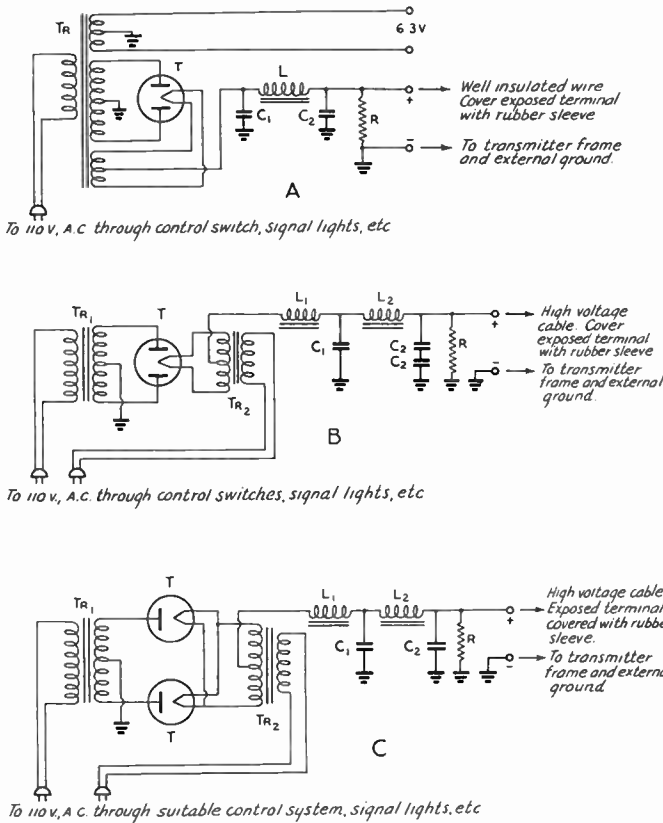 TR
6.3V
T
L
Well insulated wire
Cover exposed terminal
with rubber sleeve
+
C1
C2
R
-
To transmitter frame
and external ground.
A
To 110 V, A.C. through control switch, signal lights, etc
L1
L2
TR1
T
High voltage
cable. Cover
exposed terminal
with rubber sleeve
+
C1
C2
C2
R
-
To transmitter
frame and external
ground.
TR2
B
To 110 V., A.C. through control switches, signal lights, etc
TR1
T
L1
L2
High voltage cable
Exposed terminal
covered with rubbe
sleeve.
+
C1
C2
R
-
To transmitter
frame and external
ground
T
TR2
C
To 110 V, A.C. through suitable control system, signal lights, etc